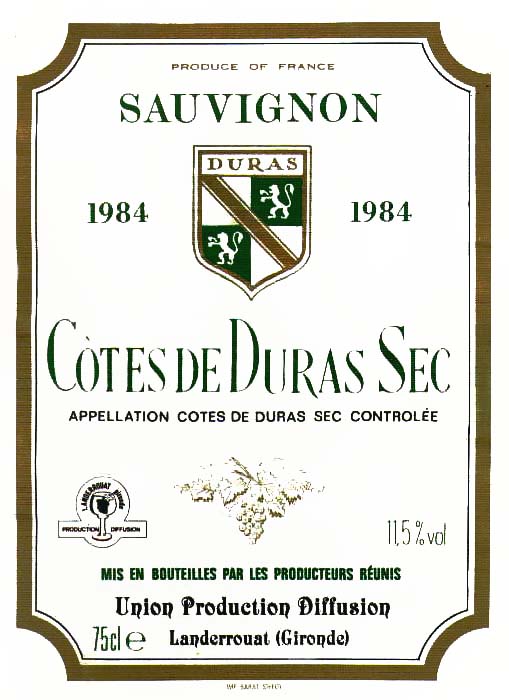 PRODUCE OF FRANCE
SAUVIGNON
DURAS
1984 1984
CÔTES DE DURAS SEC
APPELLATION COTES DE DURAS SEC CONTROLÉE
LANDERROUAT
PRODUCTION DIFFUSION
11,5 % vol
MIS EN BOUTEILLES PAR LES PRODUCTEURS RÉUNIS
Union Production Diffusion
75cl e Landerrouat (Gironde)